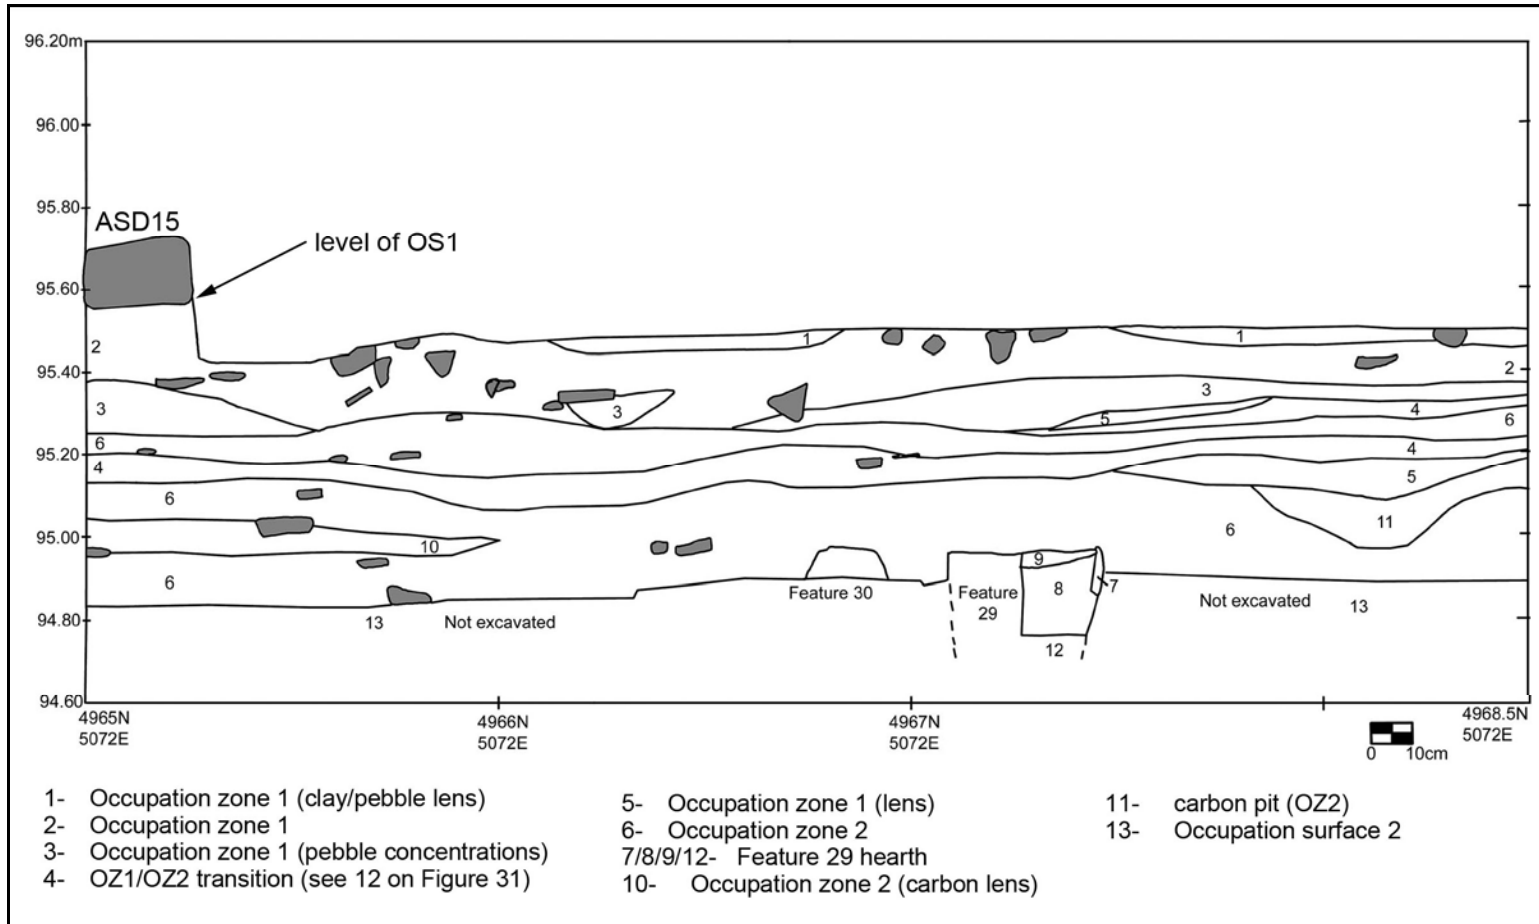 96.20m
96.00
95.80
ASD15
level of OS1
95.60
1
1
2
95.40
2
3
3
3
4
5
6
6
95.20
4
4
5
6
11
6
95.00
10
9
6
8
7
Feature 30
Feature
29
Not excavated
13
94.80
13
Not excavated
12
94.60
4965N
5072E
4966N
5072E
4967N
5072E
4968.5N
5072E
0 10cm
1- Occupation zone 1 (clay/pebble lens)
2- Occupation zone 1
3- Occupation zone 1 (pebble concentrations)
4- OZ1/OZ2 transition (see 12 on Figure 31)
5- Occupation zone 1 (lens)
6- Occupation zone 2
7/8/9/12- Feature 29 hearth
10- Occupation zone 2 (carbon lens)
11- carbon pit (OZ2)
13- Occupation surface 2